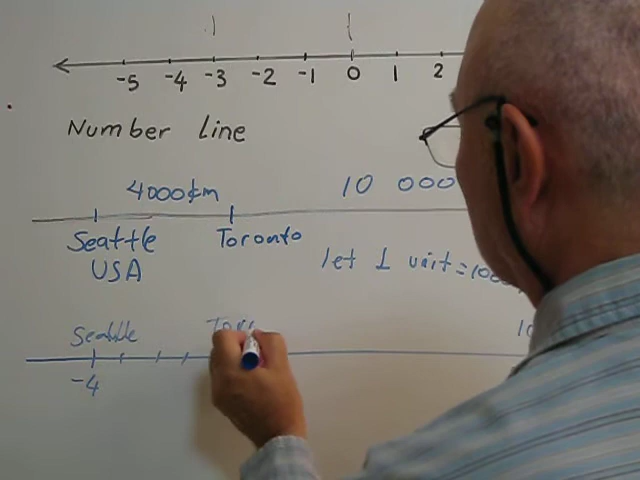 -5 -4 -3 -2 -1 0 1 2
Number Line
4000km 10 000
Seattle Toronto
USA
let 1 unit = 100
Seattle Toro 10
-4